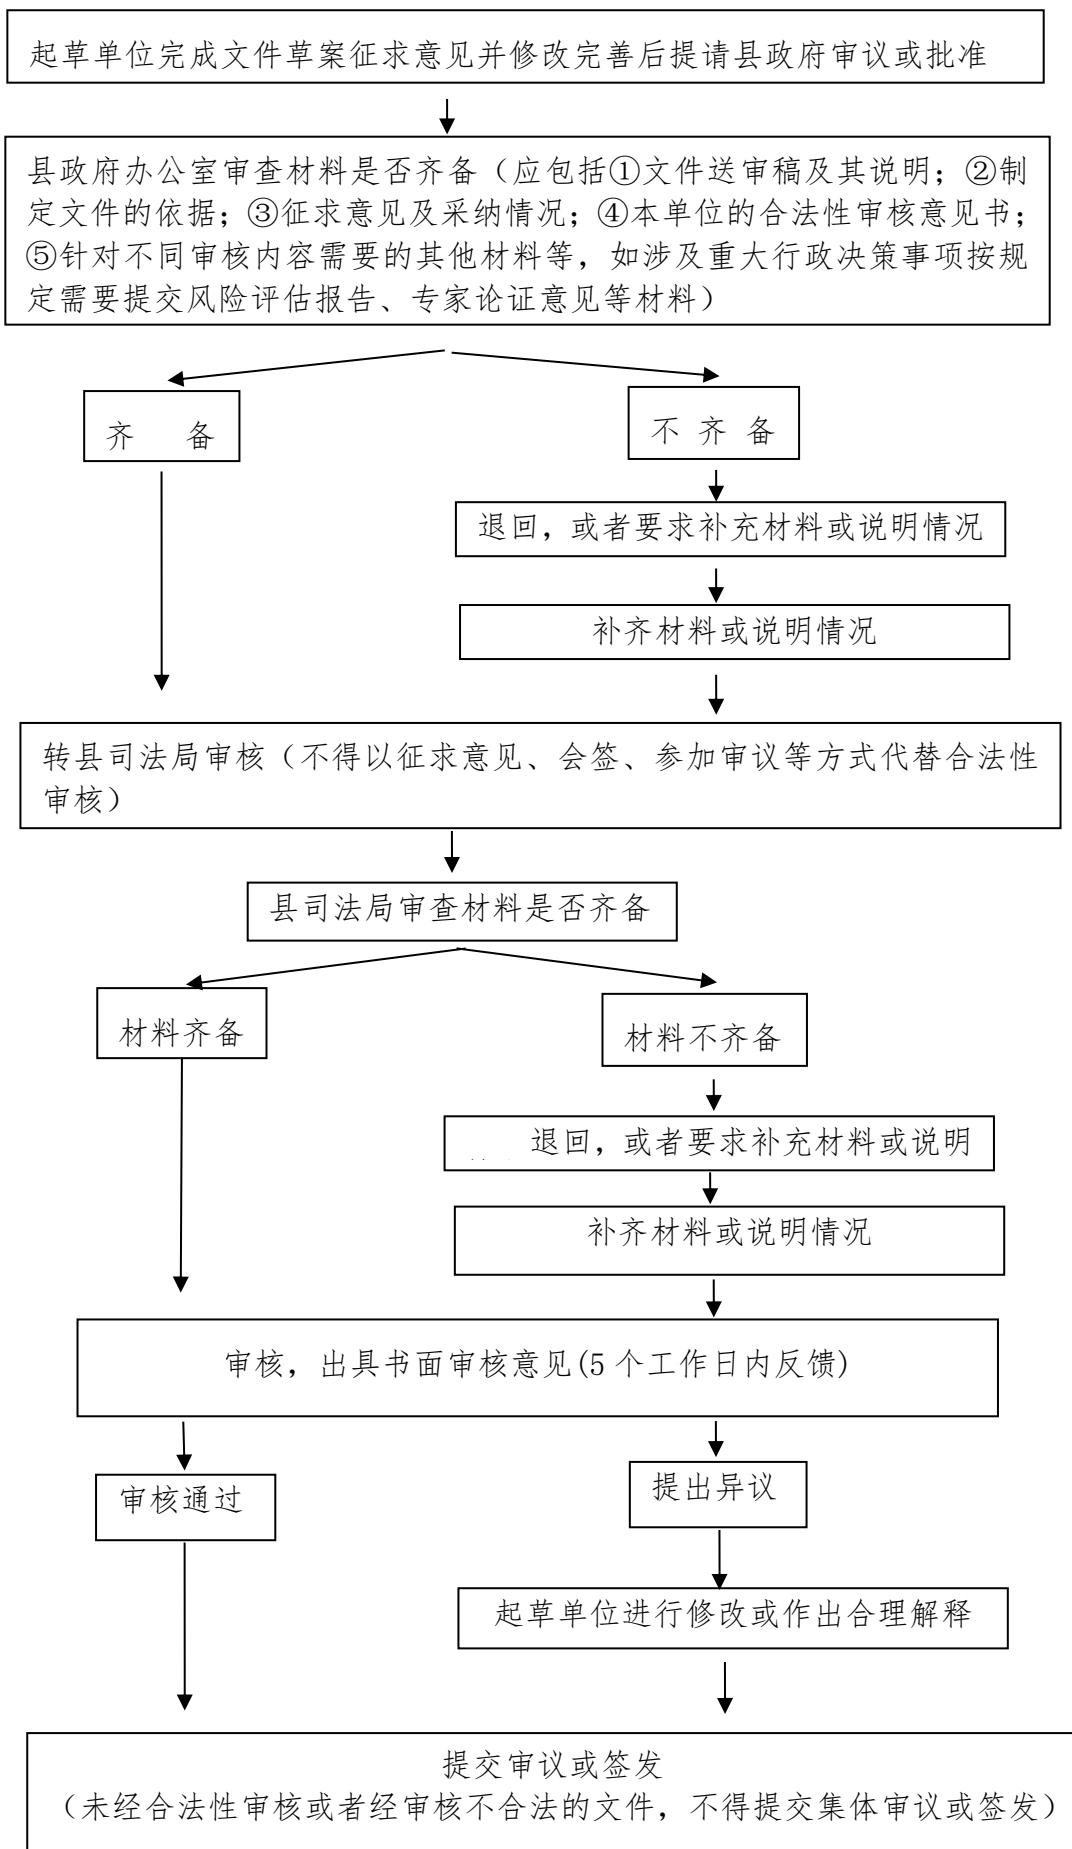 起草单位完成文件草案征求意见并修改完善后提请县政府审议或批准
县政府办公室审查材料是否齐备（应包括①文件送审稿及其说明；②制
定文件的依据；③征求意见及采纳情况；④本单位的合法性审核意见书；
⑤针对不同审核内容需要的其他材料等，如涉及重大行政决策事项按规
定需要提交风险评估报告、专家论证意见等材料）
齐 备
不 齐 备
退回，或者要求补充材料或说明情况
补齐材料或说明情况
转县司法局审核（不得以征求意见、会签、参加审议等方式代替合法性
审核）
县司法局审查材料是否齐备
材料齐备
材料不齐备
退回，或者要求补充材料或说明
补齐材料或说明情况
审核，出具书面审核意见(5 个工作日内反馈)
审核通过
提出异议
起草单位进行修改或作出合理解释
提交审议或签发
（未经合法性审核或者经审核不合法的文件，不得提交集体审议或签发）